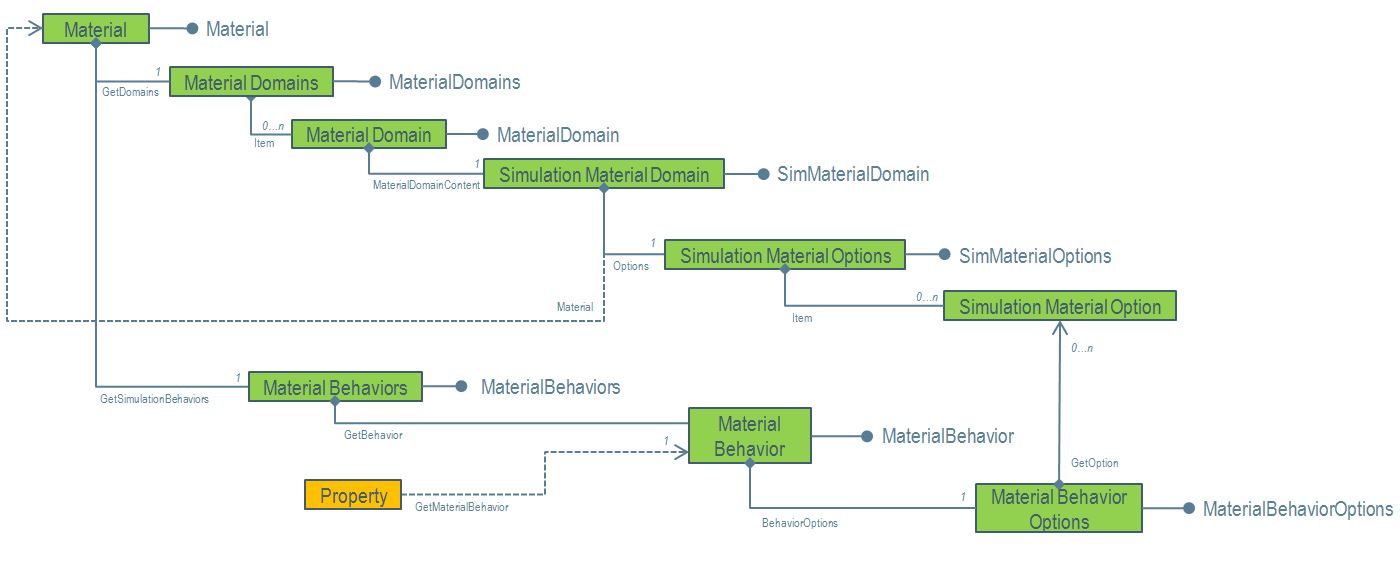 Material
Material
1
GetDomains
Material Domains
MaterialDomains
0...n
Item
Material Domain
MaterialDomain
1
MaterialDomainContent
Simulation Material Domain
SimMaterialDomain
1
Options
Simulation Material Options
SimMaterialOptions
Material
0...n
Item
Simulation Material Option
0...n
1
GetSimulationBehaviors
Material Behaviors
MaterialBehaviors
GetBehavior
1
Material
Behavior
MaterialBehavior
Property
GetMaterialBehavior
GetOption
1
BehaviorOptions
Material Behavior
Options
MaterialBehaviorOptions